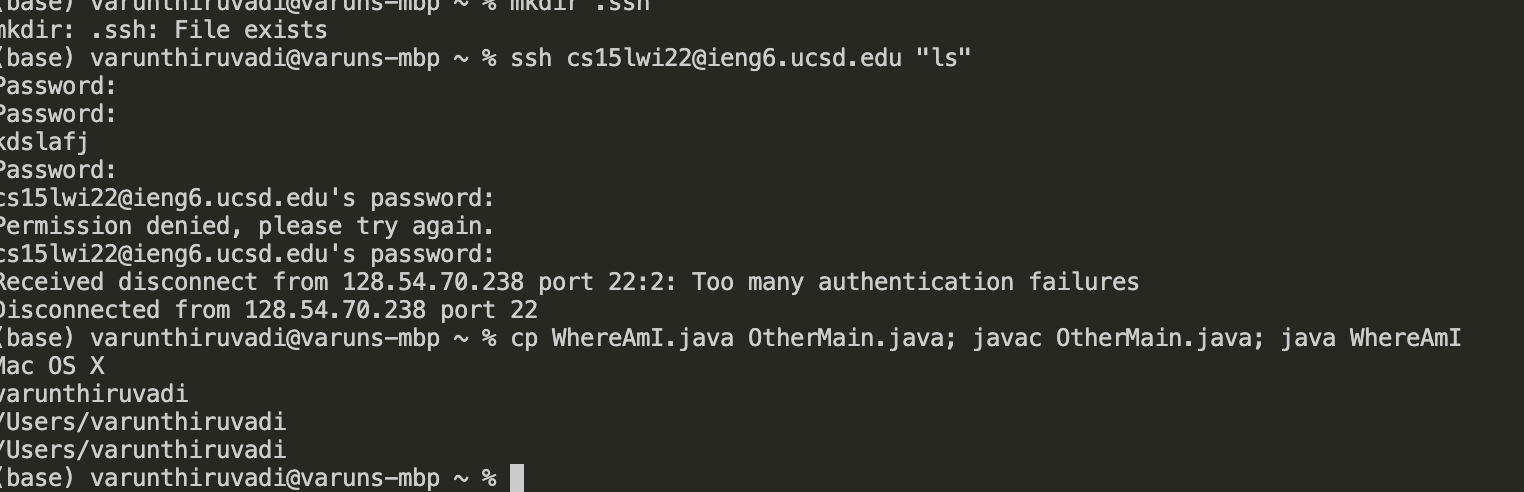 (base) varunthiruvadi@varuns-mbp ~ % mkdir .ssh
mkdir: .ssh: File exists
(base) varunthiruvadi@varuns-mbp ~ % ssh cs15lwi22@ieng6.ucsd.edu "ls"
Password:
Password:
kdslafj
Password:
cs15lwi22@ieng6.ucsd.edu's password:
Permission denied, please try again.
cs15lwi22@ieng6.ucsd.edu's password:
Received disconnect from 128.54.70.238 port 22:2: Too many authentication failures
Disconnected from 128.54.70.238 port 22
(base) varunthiruvadi@varuns-mbp ~ % cp WhereAmI.java OtherMain.java; javac OtherMain.java; java WhereAmI
Mac OS X
varunthiruvadi
/Users/varunthiruvadi
/Users/varunthiruvadi
(base) varunthiruvadi@varuns-mbp ~ %